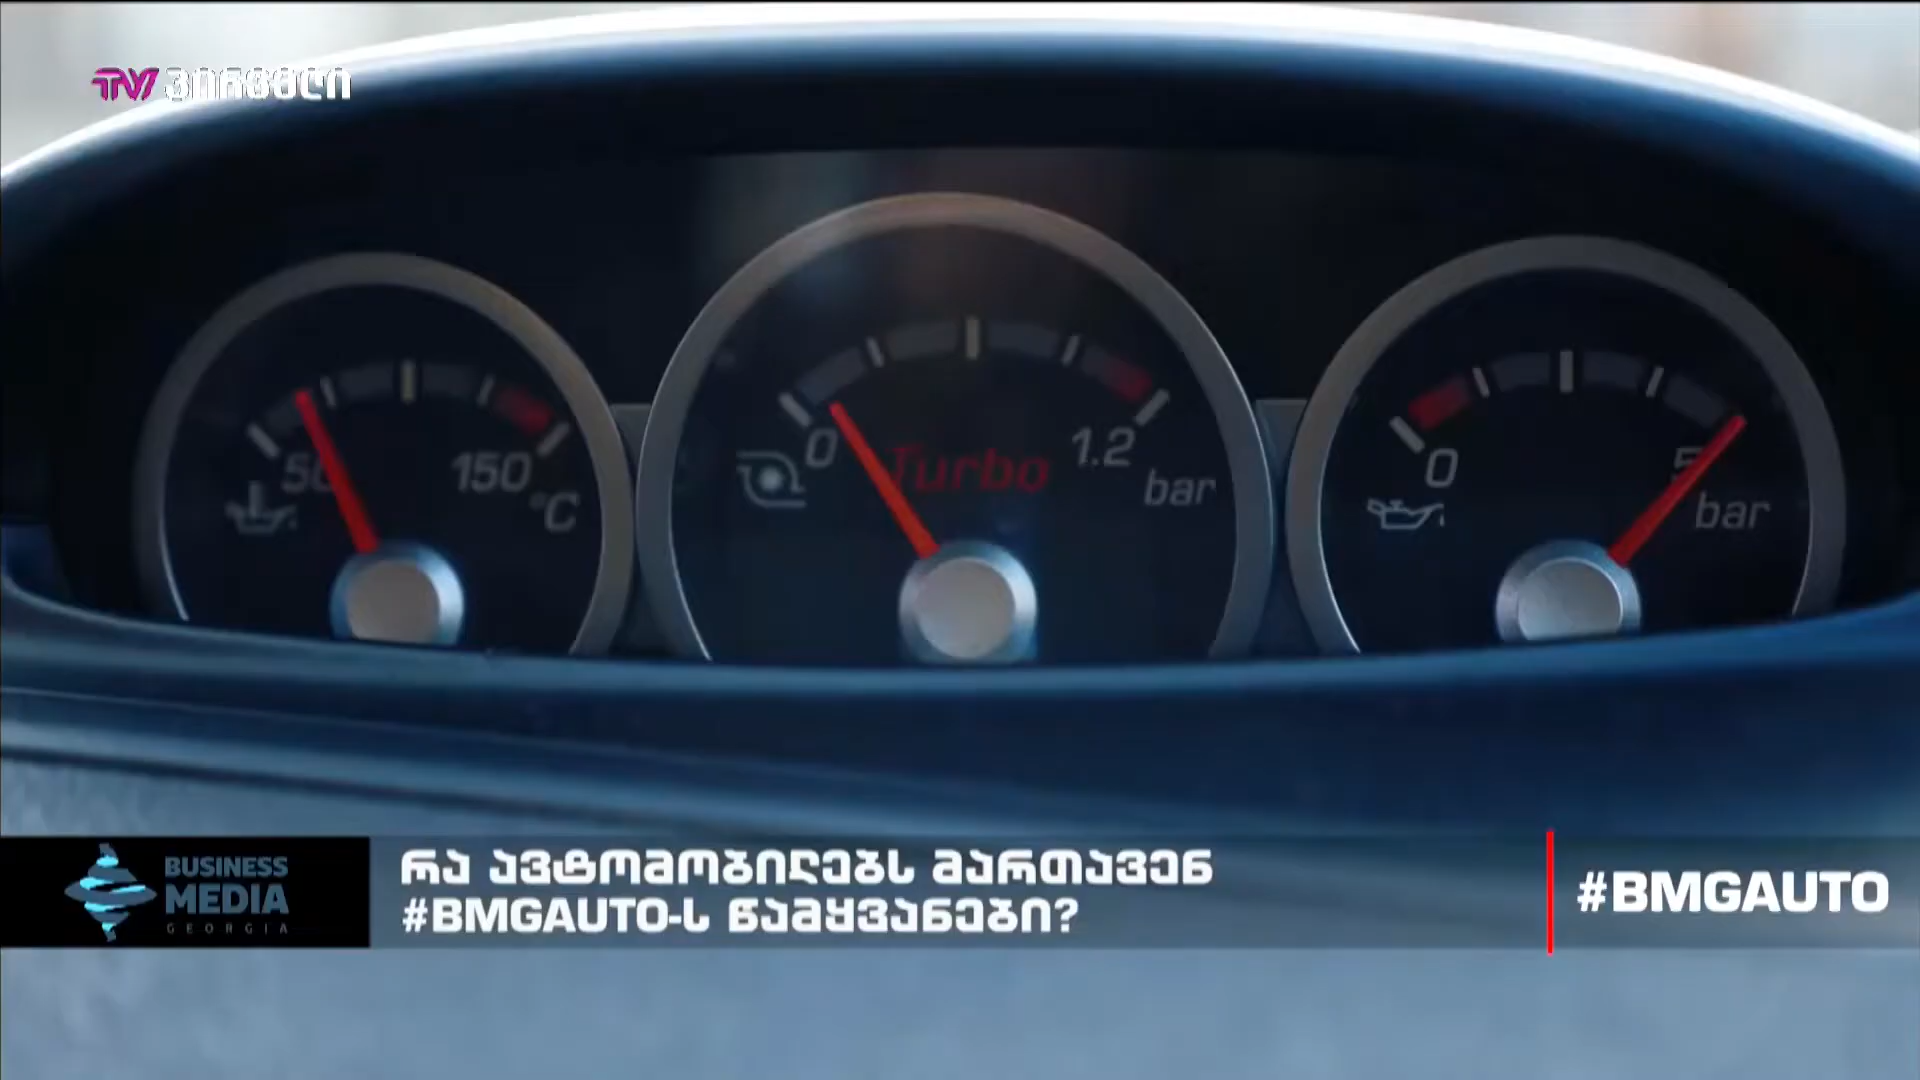 TV ᲞᲘᲠᲕᲔᲚᲘ
50
150
°C
0
Turbo
1.2
bar
0
5
bar
BUSINESS
MEDIA
GEORGIA
ᲠᲐ ᲐᲕᲢᲝᲛᲝᲑᲘᲚᲔᲑᲡ ᲛᲐᲠᲗᲐᲕᲔᲜ
#BMGAUTO-Ს ᲬᲐᲛᲧᲕᲐᲜᲔᲑᲘ?
#BMGAUTO